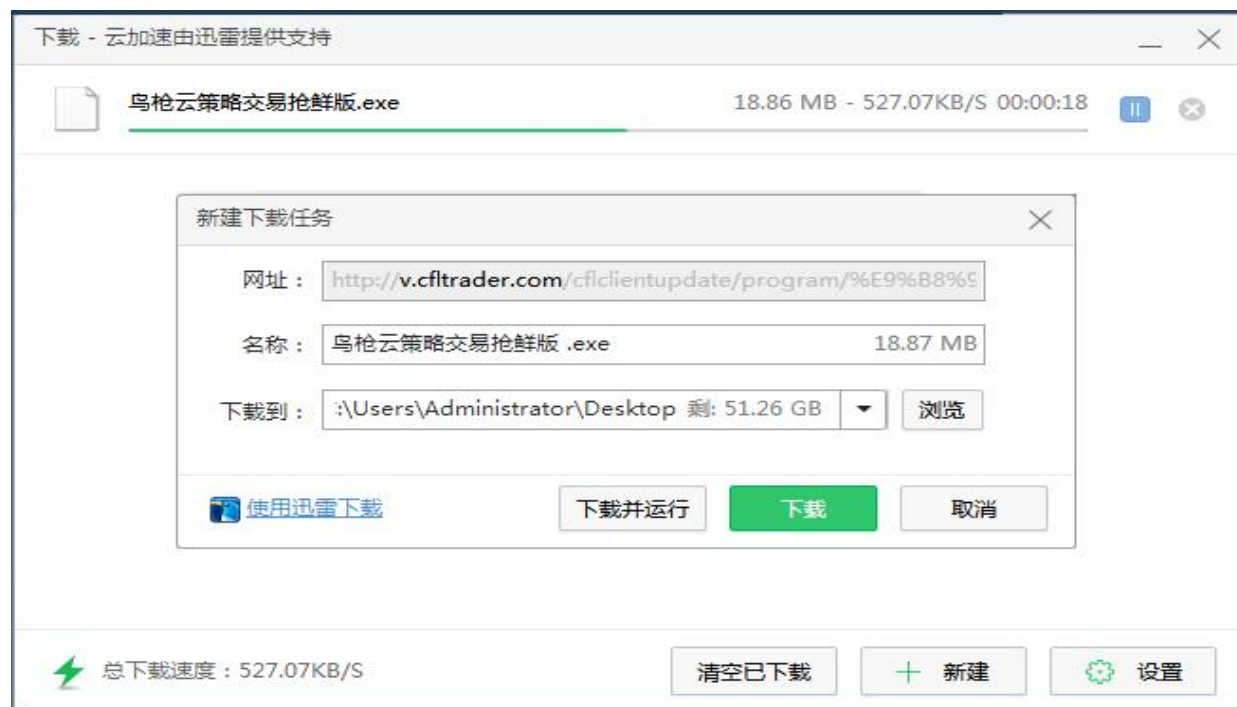 下载 - 云加速由迅雷提供支持
鸟枪云策略交易抢鲜版.exe 18.86 MB - 527.07KB/S 00:00:18
新建下载任务
网址： http://v.cfltrader.com/cflclientupdate/program/%E9%B8%9
名称： 鸟枪云策略交易抢鲜版 .exe 18.87 MB
下载到： :\Users\Administrator\Desktop 剩: 51.26 GB 浏览
使用迅雷下载 下载并运行 下载 取消
总下载速度：527.07KB/S 清空已下载 新建 设置